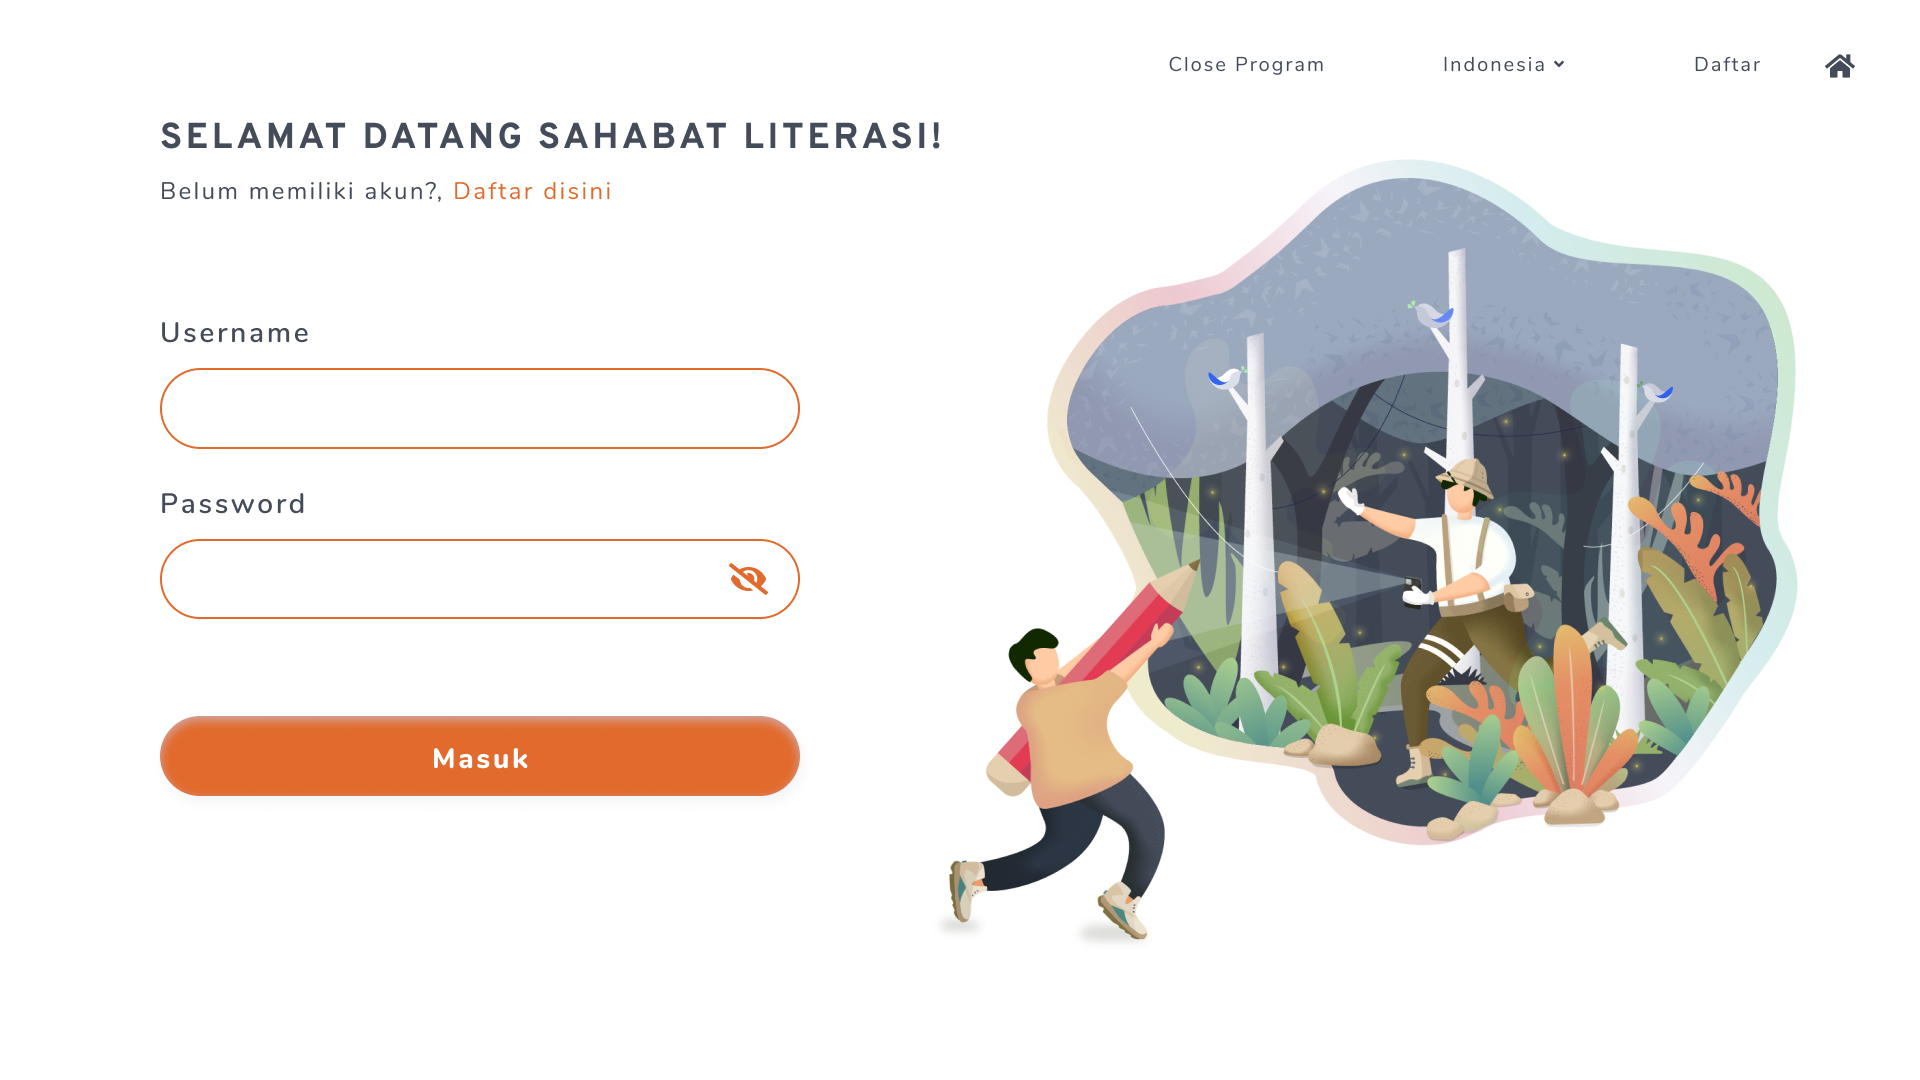 Close Program
Indonesia
Daftar
SELAMAT DATANG SAHABAT LITERASI!
Belum memiliki akun?, Daftar disini
Username
Password
Masuk